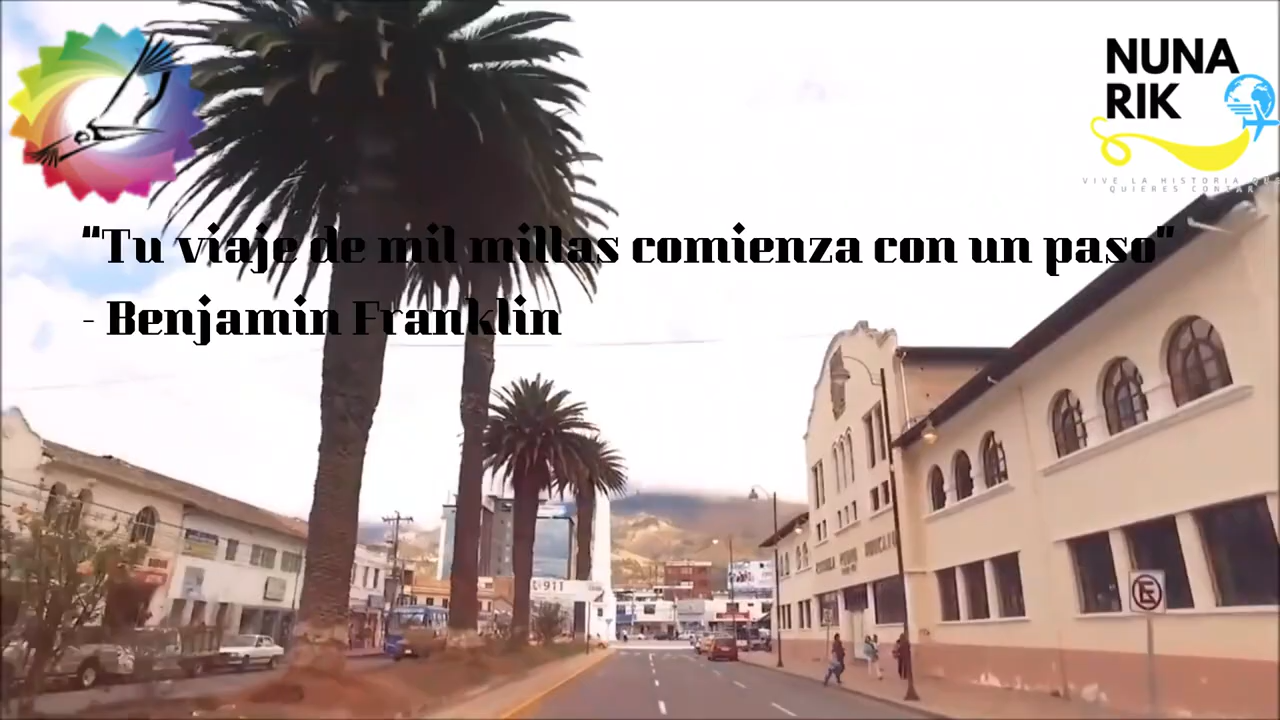 NUNA
RIK
VIVE LA HISTORIA QUE
QUIERES CONTAR
"Tu viaje de mil millas comienza con un paso"
- Benjamin Franklin
911
E